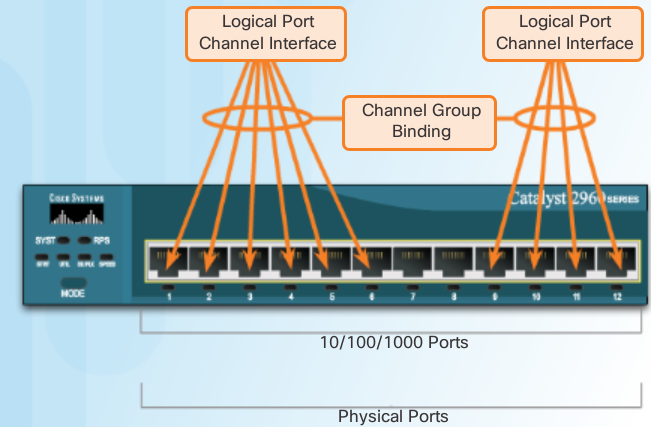 Logical Port
Channel Interface
Logical Port
Channel Interface
Channel Group
Binding
CISCO SYSTEMS
Catalyst 2960 SERIES
SYST RPS
STAT UTIL DUPLX SPEED
MODE
1 2 3 4 5 6 7 8 9 10 11 12
10/100/1000 Ports
Physical Ports